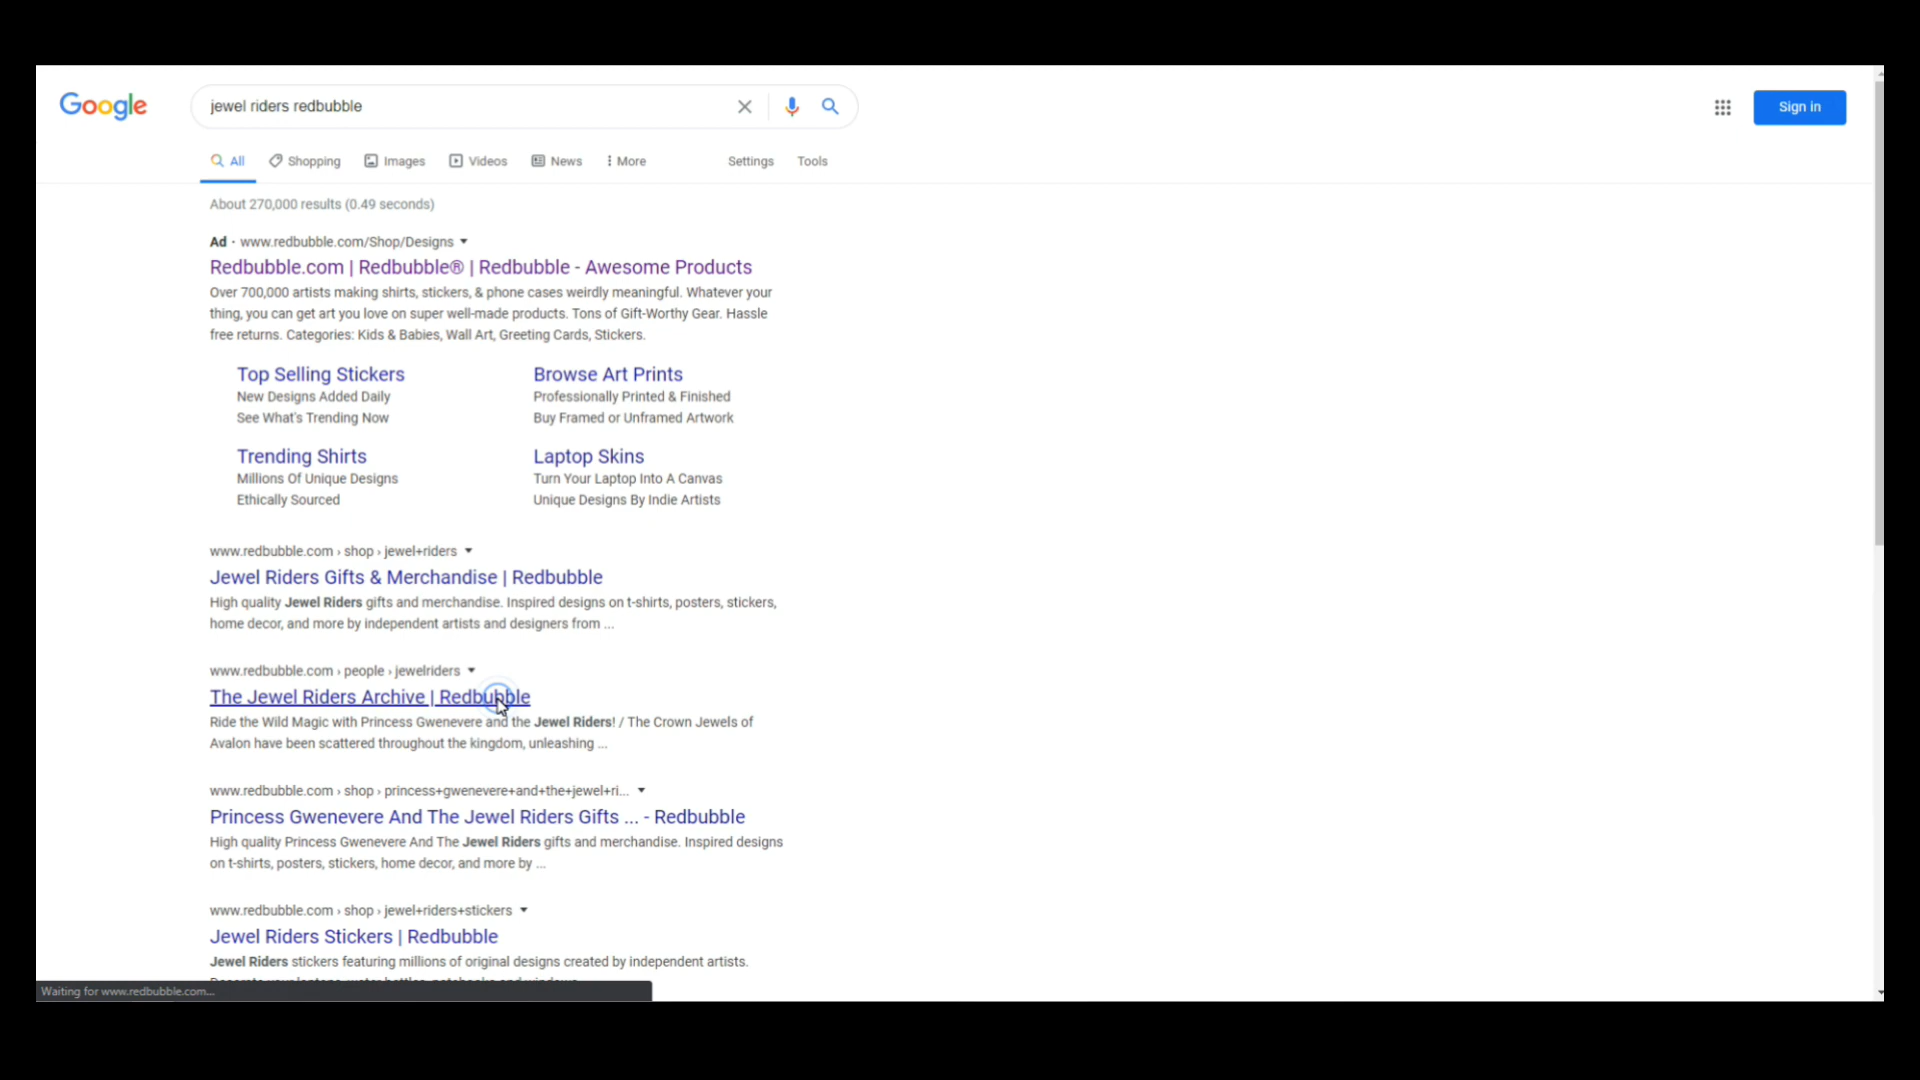 Google
jewel riders redbubble
Sign in
All Shopping Images Videos News More Settings Tools
About 270,000 results (0.49 seconds)
Ad · www.redbubble.com/Shop/Designs
Redbubble.com | Redbubble® | Redbubble - Awesome Products
Over 700,000 artists making shirts, stickers, & phone cases weirdly meaningful. Whatever your
thing, you can get art you love on super well-made products. Tons of Gift-Worthy Gear. Hassle
free returns. Categories: Kids & Babies, Wall Art, Greeting Cards, Stickers.
Top Selling Stickers
New Designs Added Daily
See What's Trending Now
Browse Art Prints
Professionally Printed & Finished
Buy Framed or Unframed Artwork
Trending Shirts
Millions Of Unique Designs
Ethically Sourced
Laptop Skins
Turn Your Laptop Into A Canvas
Unique Designs By Indie Artists
www.redbubble.com › shop › jewel+riders
Jewel Riders Gifts & Merchandise | Redbubble
High quality Jewel Riders gifts and merchandise. Inspired designs on t-shirts, posters, stickers,
home decor, and more by independent artists and designers from ...
www.redbubble.com › people › jewelriders
The Jewel Riders Archive | Redbubble
Ride the Wild Magic with Princess Gwenevere and the Jewel Riders! / The Crown Jewels of
Avalon have been scattered throughout the kingdom, unleashing ...
www.redbubble.com › shop › princess+gwenevere+and+the+jewel+ri...
Princess Gwenevere And The Jewel Riders Gifts ... - Redbubble
High quality Princess Gwenevere And The Jewel Riders gifts and merchandise. Inspired designs
on t-shirts, posters, stickers, home decor, and more by ...
www.redbubble.com › shop › jewel+riders+stickers
Jewel Riders Stickers | Redbubble
Jewel Riders stickers featuring millions of original designs created by independent artists.
Waiting for www.redbubble.com...